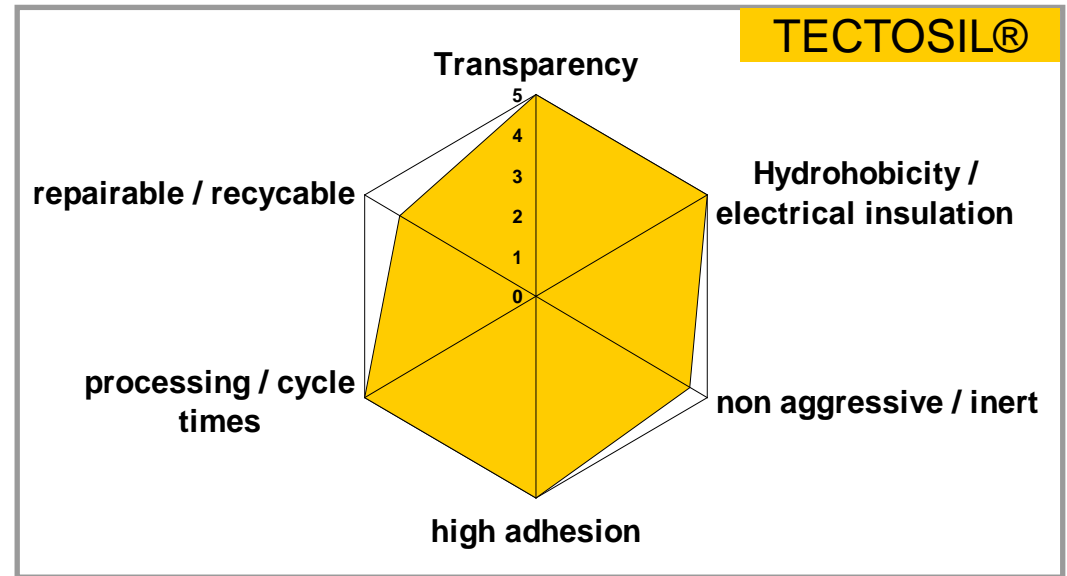 TECTOSIL®
Transparency
5
4
3
2
1
0
Hydrohobicity /
electrical insulation
non aggressive / inert
high adhesion
processing / cycle
times
repairable / recycable